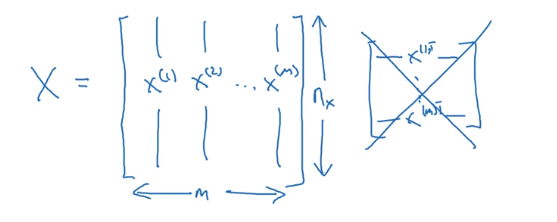 X = [ x^(1) x^(2) ... x^(m) ] n_x
m
x^(1)T
⋮
x^(m)T